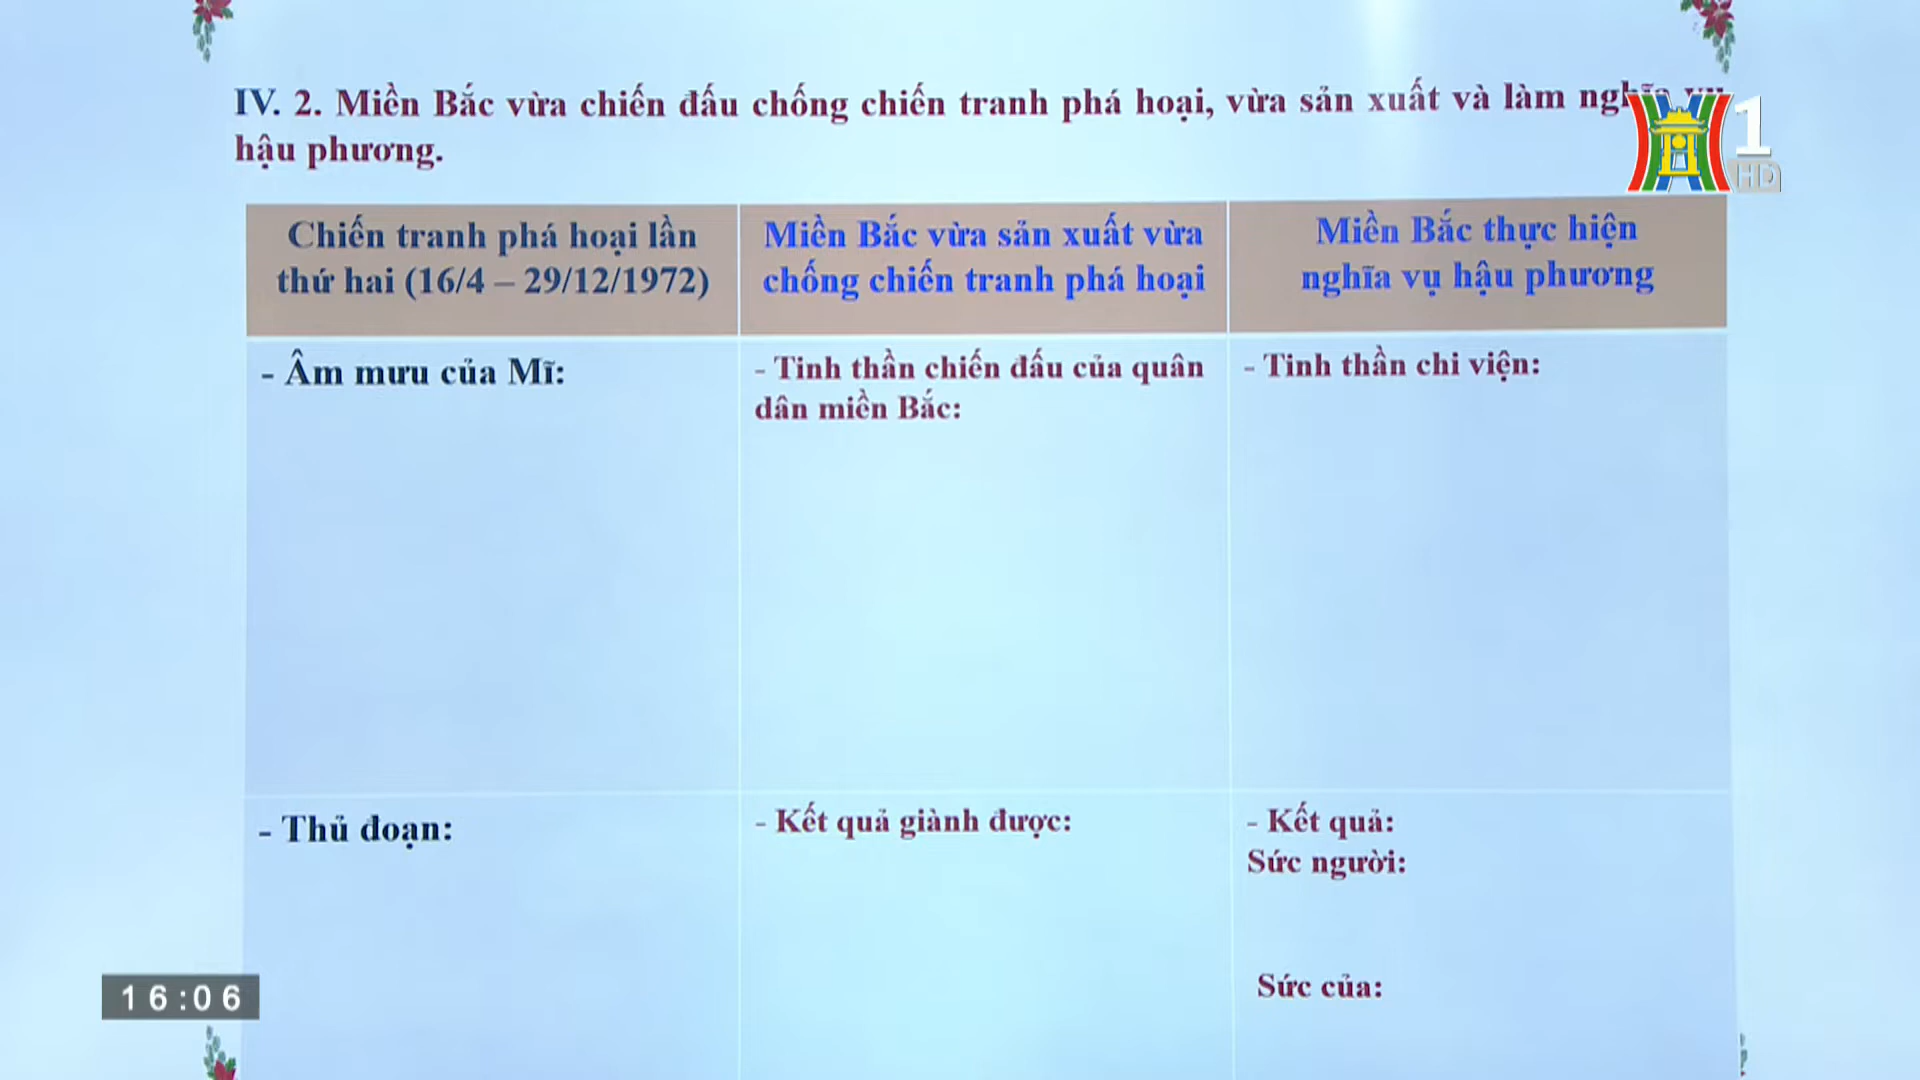 IV. 2. Miền Bắc vừa chiến đấu chống chiến tranh phá hoại, vừa sản xuất và làm nghĩa vụ
hậu phương.
1
HD
Chiến tranh phá hoại lần
thứ hai (16/4 – 29/12/1972)
Miền Bắc vừa sản xuất vừa
chống chiến tranh phá hoại
Miền Bắc thực hiện
nghĩa vụ hậu phương
- Âm mưu của Mĩ:
- Tinh thần chiến đấu của quân
dân miền Bắc:
- Tinh thần chi viện:
- Thủ đoạn:
- Kết quả giành được:
- Kết quả:
Sức người:
Sức của:
16:06